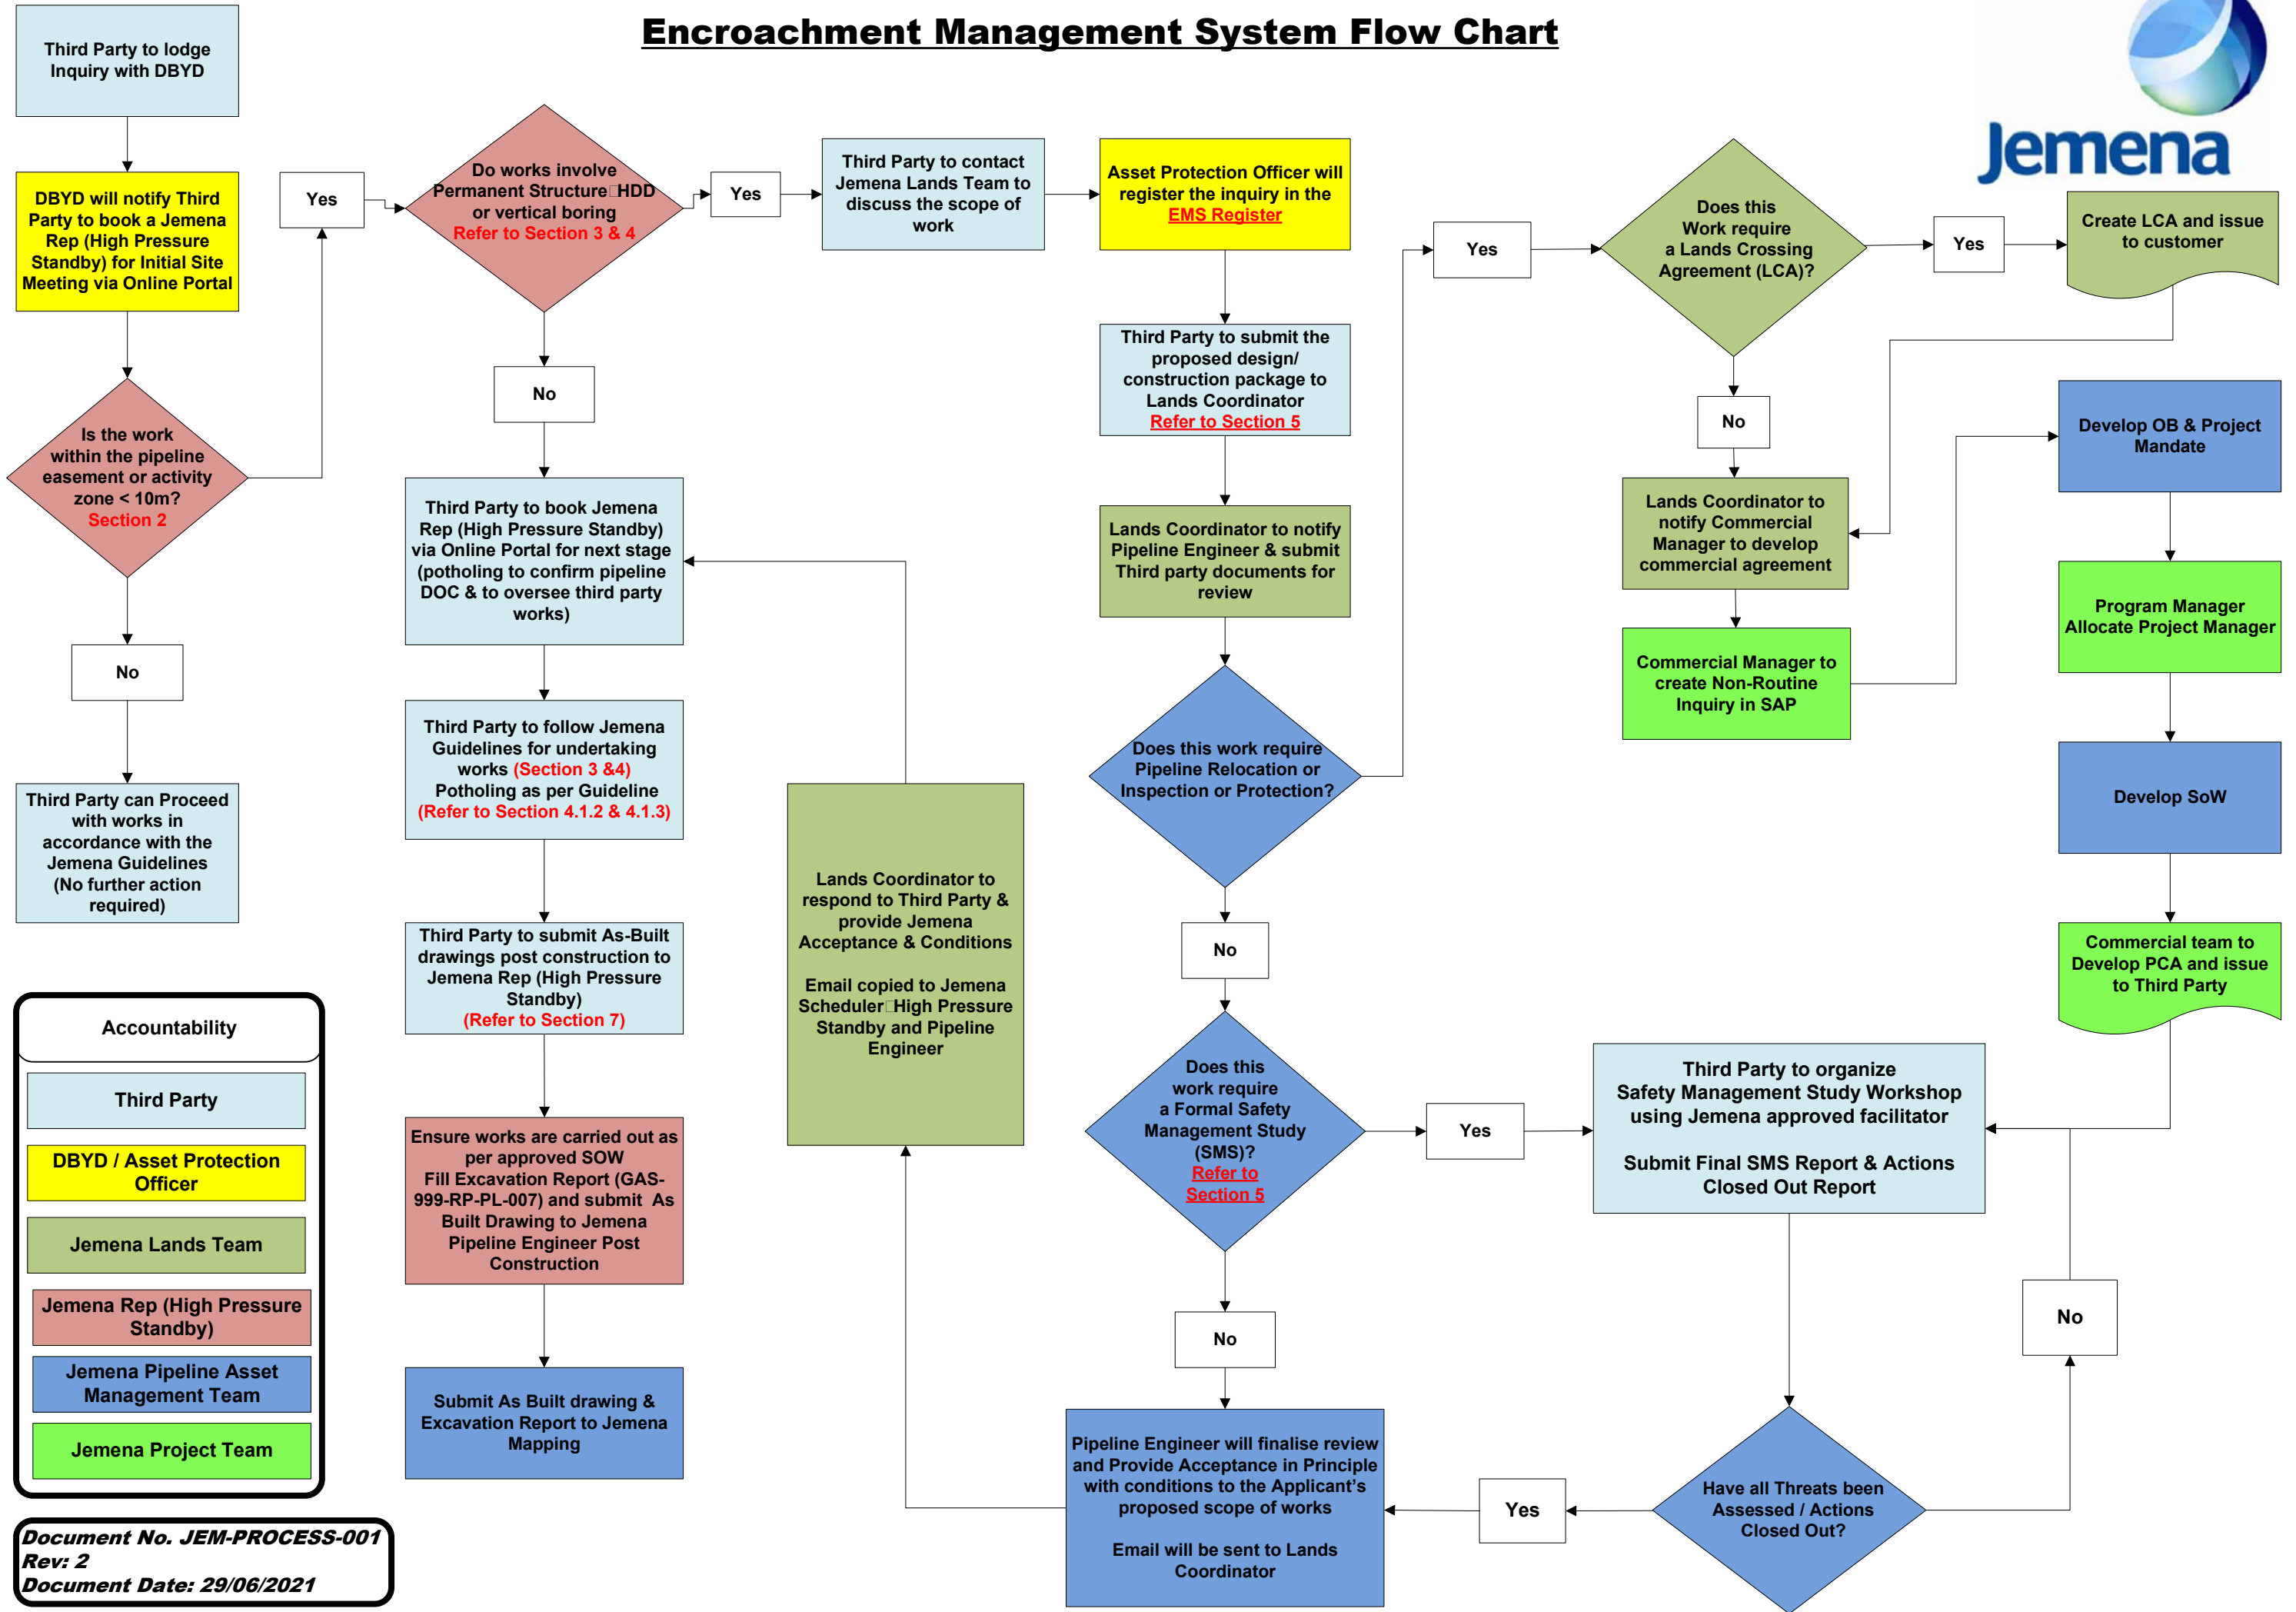 Encroachment Management System Flow Chart
Jemena
Third Party to lodge
Inquiry with DBYD
DBYD will notify Third
Party to book a Jemena
Rep (High Pressure
Standby) for Initial Site
Meeting via Online Portal
Is the work
within the pipeline
easement or activity
zone < 10m?
Section 2
No
Third Party can Proceed
with works in
accordance with the
Jemena Guidelines
(No further action
required)
Yes
Do works involve
Permanent Structure□HDD
or vertical boring
Refer to Section 3 & 4
No
Third Party to book Jemena
Rep (High Pressure Standby)
via Online Portal for next stage
(potholing to confirm pipeline
DOC & to oversee third party
works)
Third Party to follow Jemena
Guidelines for undertaking
works (Section 3 &4)
Potholing as per Guideline
(Refer to Section 4.1.2 & 4.1.3)
Third Party to submit As-Built
drawings post construction to
Jemena Rep (High Pressure
Standby)
(Refer to Section 7)
Ensure works are carried out as
per approved SOW
Fill Excavation Report (GAS-
999-RP-PL-007) and submit As
Built Drawing to Jemena
Pipeline Engineer Post
Construction
Submit As Built drawing &
Excavation Report to Jemena
Mapping
Yes
Third Party to contact
Jemena Lands Team to
discuss the scope of
work
Asset Protection Officer will
register the inquiry in the
EMS Register
Third Party to submit the
proposed design/
construction package to
Lands Coordinator
Refer to Section 5
Lands Coordinator to notify
Pipeline Engineer & submit
Third party documents for
review
Does this work require
Pipeline Relocation or
Inspection or Protection?
No
Does this
work require
a Formal Safety
Management Study
(SMS)?
Refer to
Section 5
No
Pipeline Engineer will finalise review
and Provide Acceptance in Principle
with conditions to the Applicant’s
proposed scope of works
Email will be sent to Lands
Coordinator
Lands Coordinator to
respond to Third Party &
provide Jemena
Acceptance & Conditions
Email copied to Jemena
Scheduler□High Pressure
Standby and Pipeline
Engineer
Yes
Does this
Work require
a Lands Crossing
Agreement (LCA)?
Yes
Create LCA and issue
to customer
No
Lands Coordinator to
notify Commercial
Manager to develop
commercial agreement
Commercial Manager to
create Non-Routine
Inquiry in SAP
Develop OB & Project
Mandate
Program Manager
Allocate Project Manager
Develop SoW
Commercial team to
Develop PCA and issue
to Third Party
Yes
Third Party to organize
Safety Management Study Workshop
using Jemena approved facilitator
Submit Final SMS Report & Actions
Closed Out Report
No
Have all Threats been
Assessed / Actions
Closed Out?
Yes
Accountability
Third Party
DBYD / Asset Protection
Officer
Jemena Lands Team
Jemena Rep (High Pressure
Standby)
Jemena Pipeline Asset
Management Team
Jemena Project Team
Document No. JEM-PROCESS-001
Rev: 2
Document Date: 29/06/2021